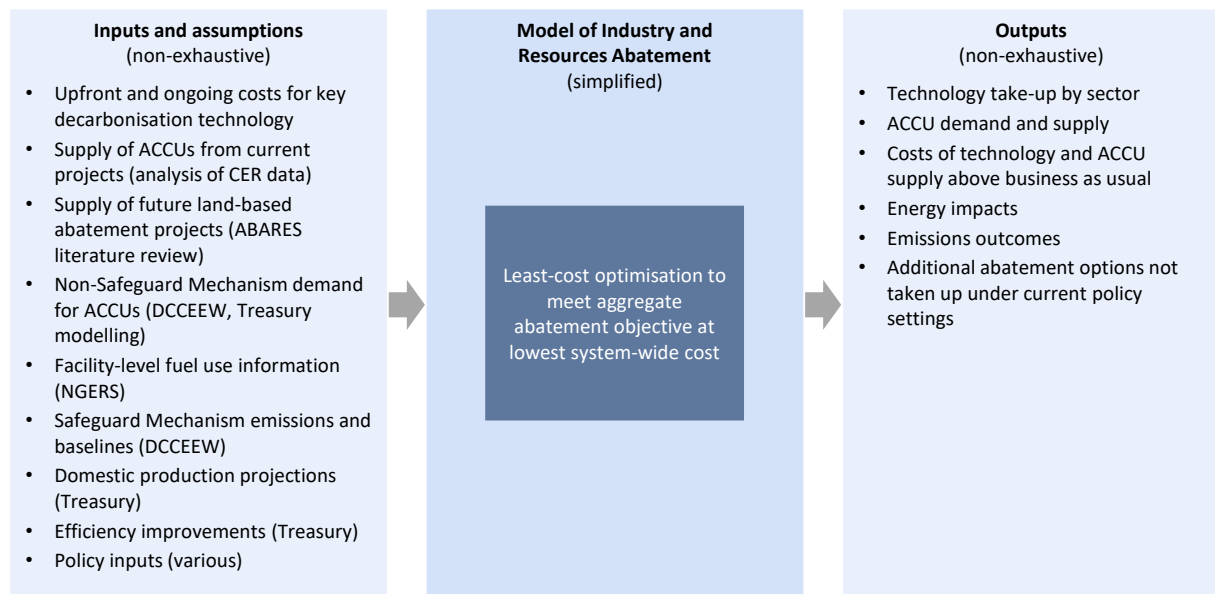 Inputs and assumptions
(non-exhaustive)
• Upfront and ongoing costs for key
decarbonisation technology
• Supply of ACCUs from current
projects (analysis of CER data)
• Supply of future land-based
abatement projects (ABARES
literature review)
• Non-Safeguard Mechanism demand
for ACCUs (DCCEEW, Treasury
modelling)
• Facility-level fuel use information
(NGERS)
• Safeguard Mechanism emissions and
baselines (DCCEEW)
• Domestic production projections
(Treasury)
• Efficiency improvements (Treasury)
• Policy inputs (various)
Model of Industry and
Resources Abatement
(simplified)
Least-cost optimisation to
meet aggregate
abatement objective at
lowest system-wide cost
Outputs
(non-exhaustive)
• Technology take-up by sector
• ACCU demand and supply
• Costs of technology and ACCU
supply above business as usual
• Energy impacts
• Emissions outcomes
• Additional abatement options not
taken up under current policy
settings